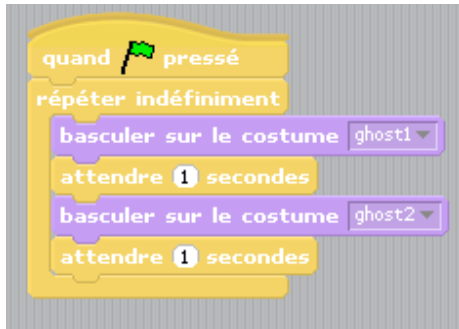 quand pressé
répéter indéfiniment
basculer sur le costume ghost1
attendre 1 secondes
basculer sur le costume ghost2
attendre 1 secondes